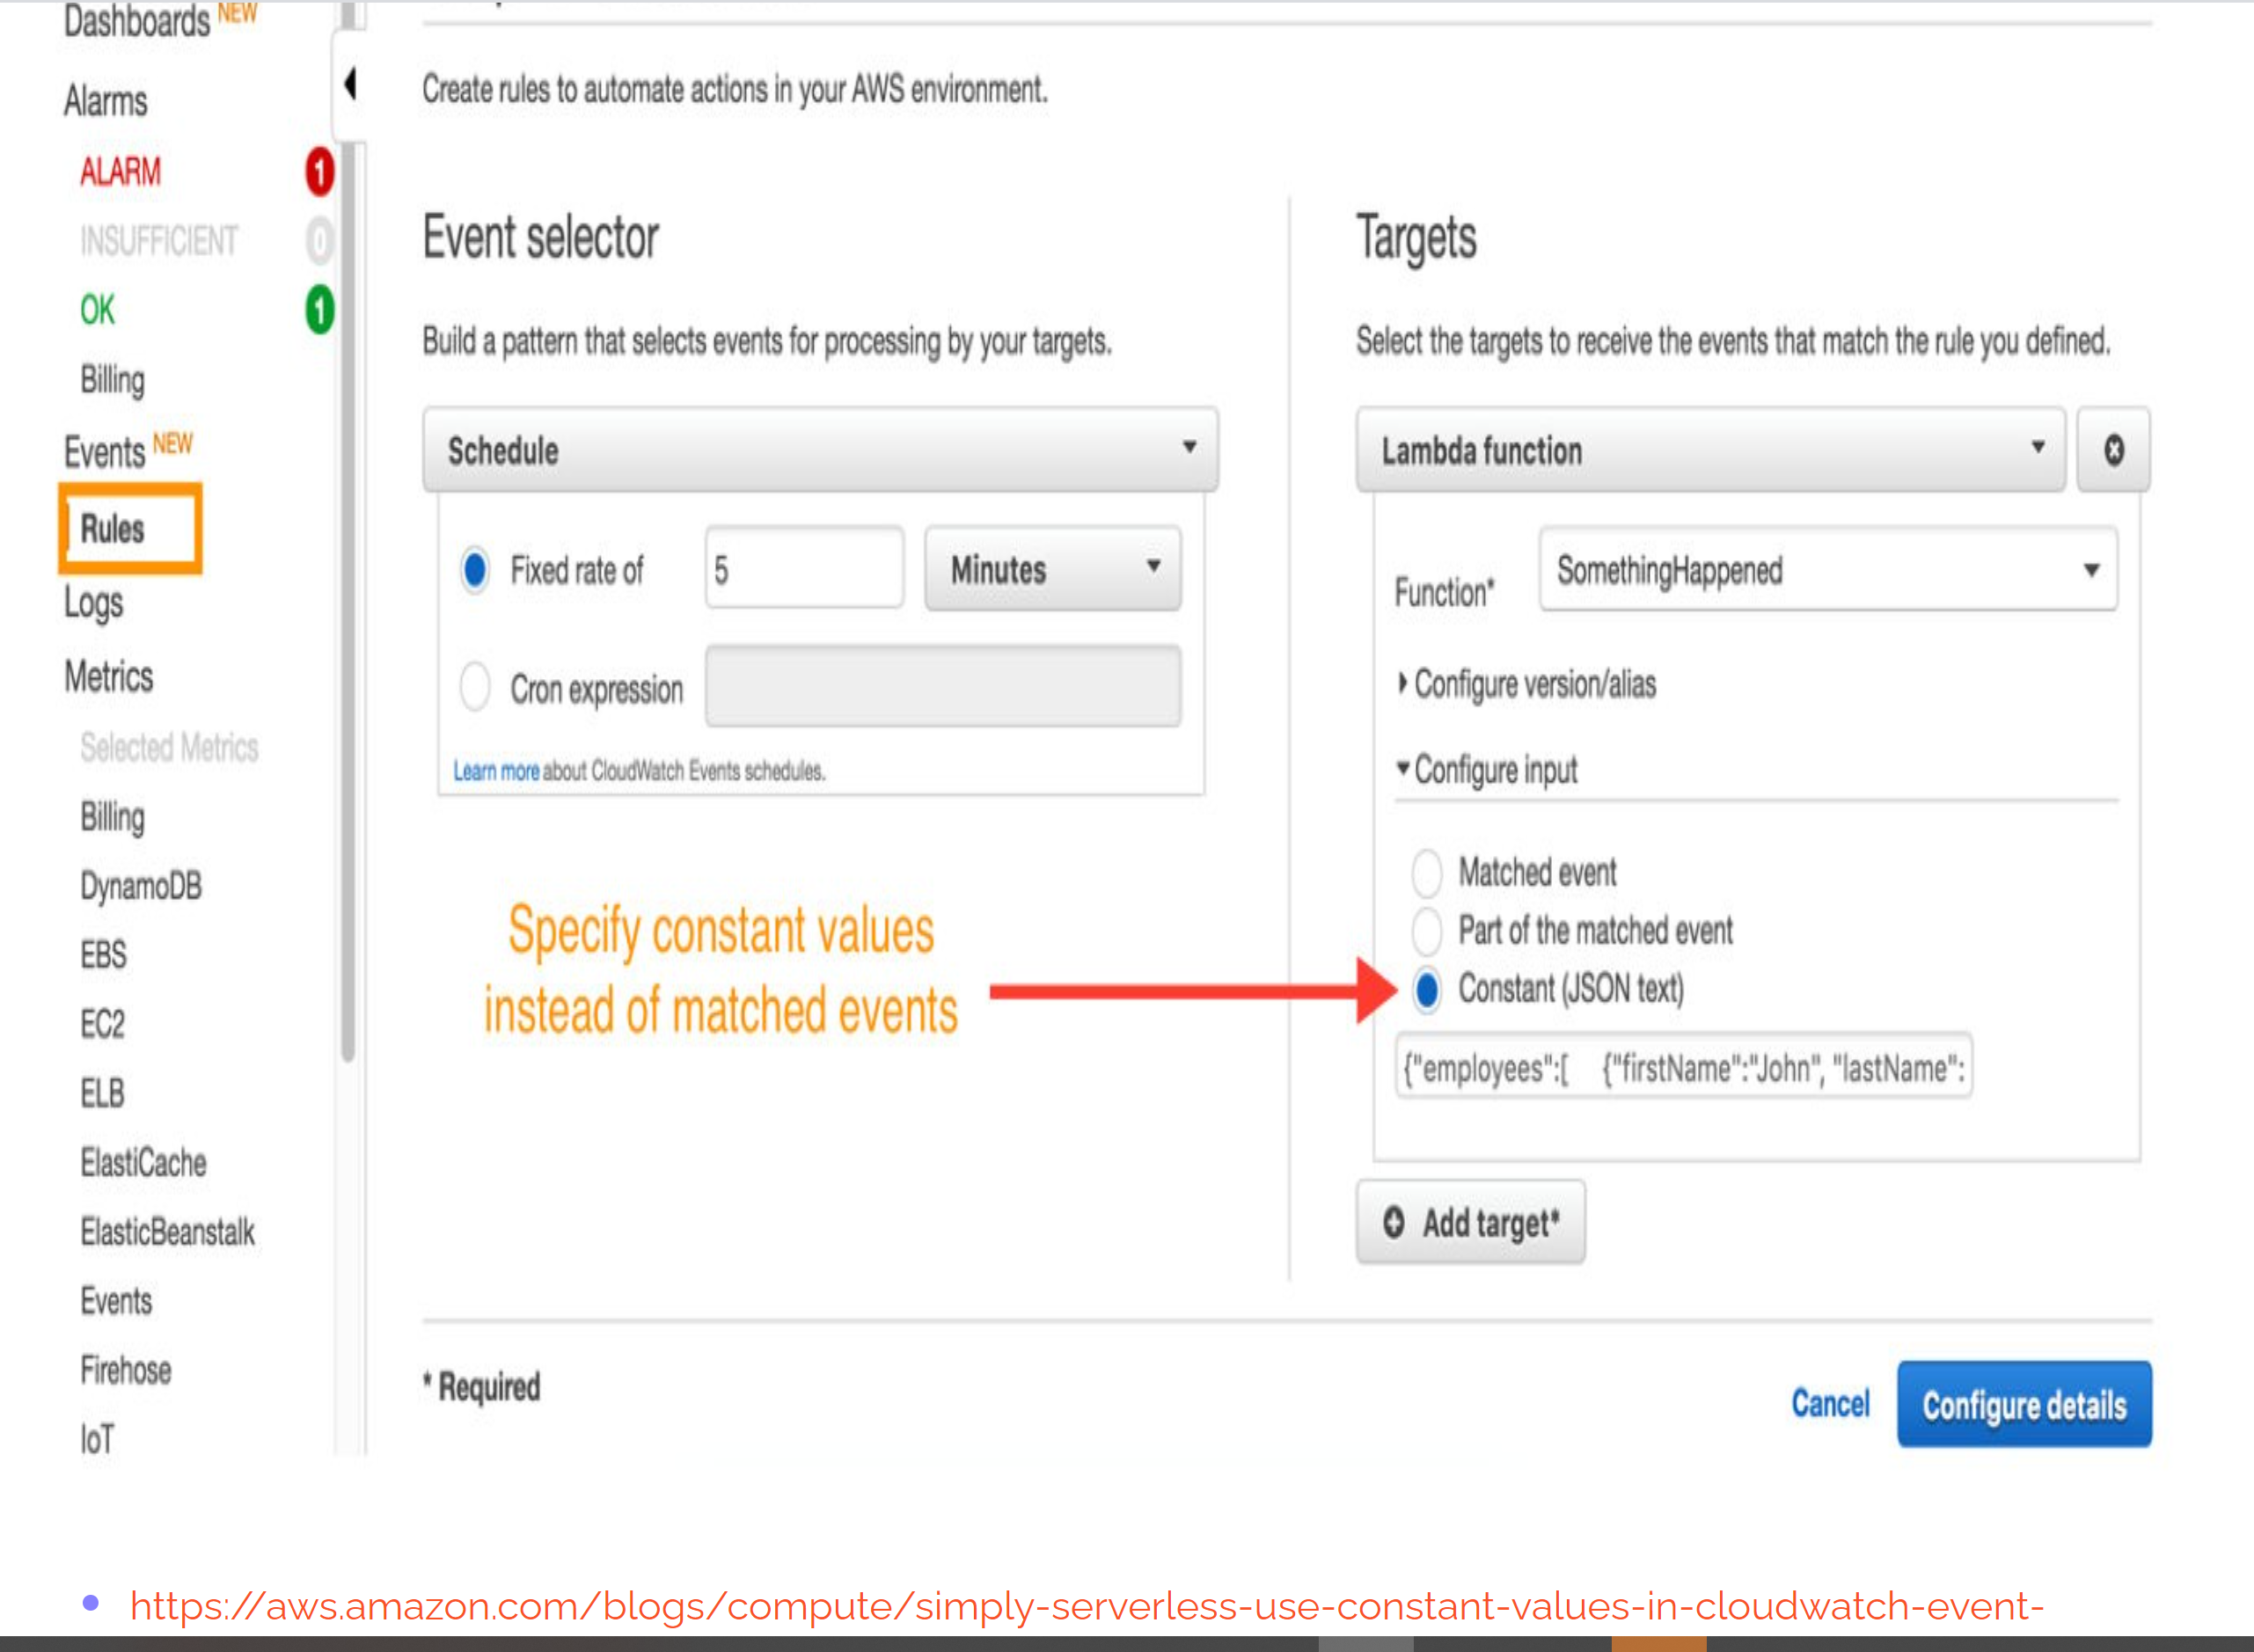 Dashboards NEW
Alarms
ALARM 1
INSUFFICIENT 0
OK 1
Billing
Events NEW
Rules
Logs
Metrics
Selected Metrics
Billing
DynamoDB
EBS
EC2
ELB
ElastiCache
ElasticBeanstalk
Events
Firehose
IoT
Create rules to automate actions in your AWS environment.
Event selector
Build a pattern that selects events for processing by your targets.
Schedule
Fixed rate of 5 Minutes
Cron expression
Learn more about CloudWatch Events schedules.
Specify constant values
instead of matched events
Targets
Select the targets to receive the events that match the rule you defined.
Lambda function
Function* SomethingHappened
Configure version/alias
Configure input
Matched event
Part of the matched event
Constant (JSON text)
{"employees":[ {"firstName":"John", "lastName":
Add target*
* Required
Cancel Configure details
https://aws.amazon.com/blogs/compute/simply-serverless-use-constant-values-in-cloudwatch-event-